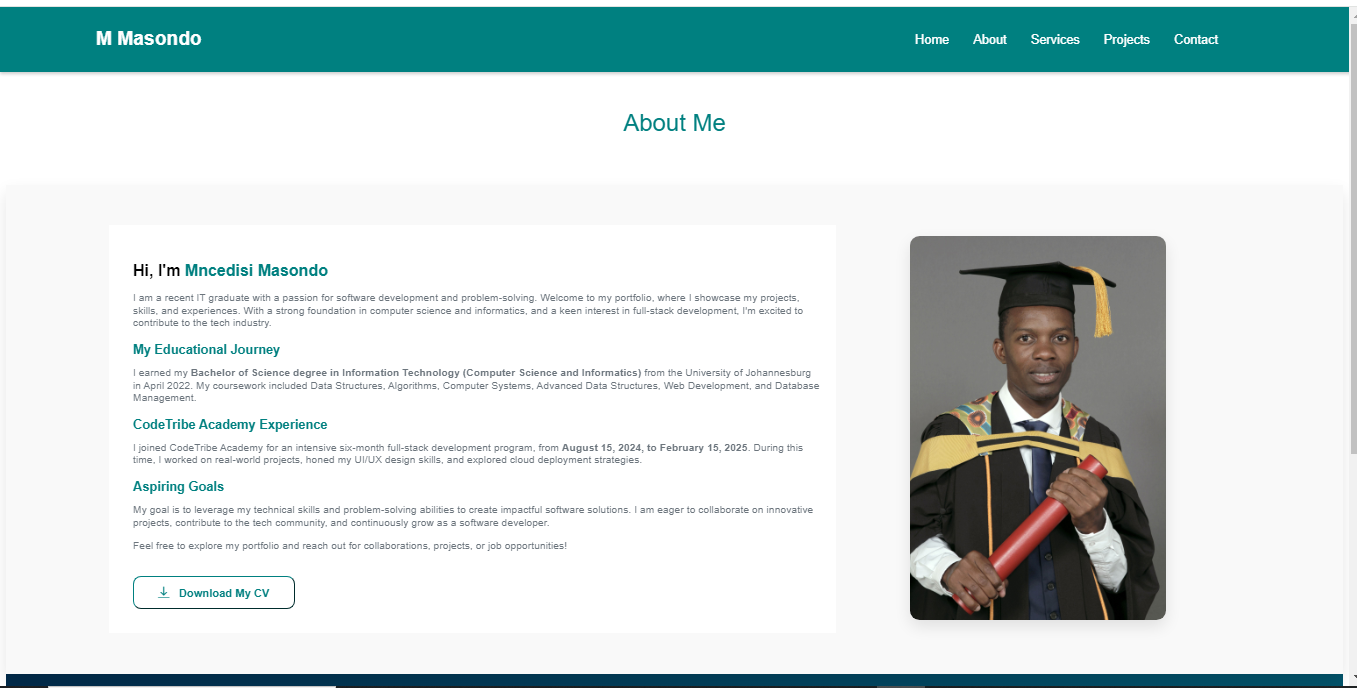 M Masondo
Home About Services Projects Contact
About Me
Hi, I'm Mncedisi Masondo
I am a recent IT graduate with a passion for software development and problem-solving. Welcome to my portfolio, where I showcase my projects,
skills, and experiences. With a strong foundation in computer science and informatics, and a keen interest in full-stack development, I'm excited to
contribute to the tech industry.
My Educational Journey
I earned my Bachelor of Science degree in Information Technology (Computer Science and Informatics) from the University of Johannesburg
in April 2022. My coursework included Data Structures, Algorithms, Computer Systems, Advanced Data Structures, Web Development, and Database
Management.
CodeTribe Academy Experience
I joined CodeTribe Academy for an intensive six-month full-stack development program, from August 15, 2024, to February 15, 2025. During this
time, I worked on real-world projects, honed my UI/UX design skills, and explored cloud deployment strategies.
Aspiring Goals
My goal is to leverage my technical skills and problem-solving abilities to create impactful software solutions. I am eager to collaborate on innovative
projects, contribute to the tech community, and continuously grow as a software developer.
Feel free to explore my portfolio and reach out for collaborations, projects, or job opportunities!
Download My CV